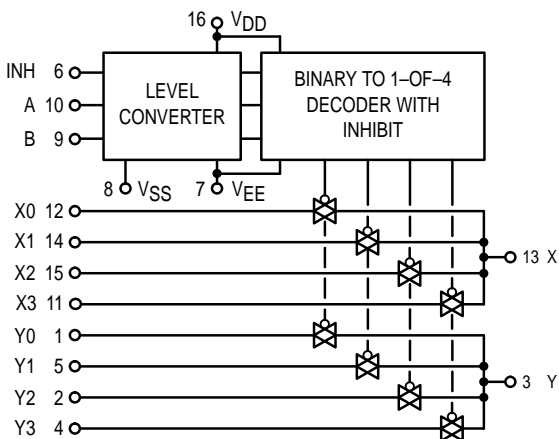 16 VDD
INH 6
A 10
B 9
LEVEL
CONVERTER
BINARY TO 1–OF–4
DECODER WITH
INHIBIT
8 VSS
7 VEE
X0 12
X1 14
X2 15
X3 11
13 X
Y0 1
Y1 5
Y2 2
Y3 4
3 Y